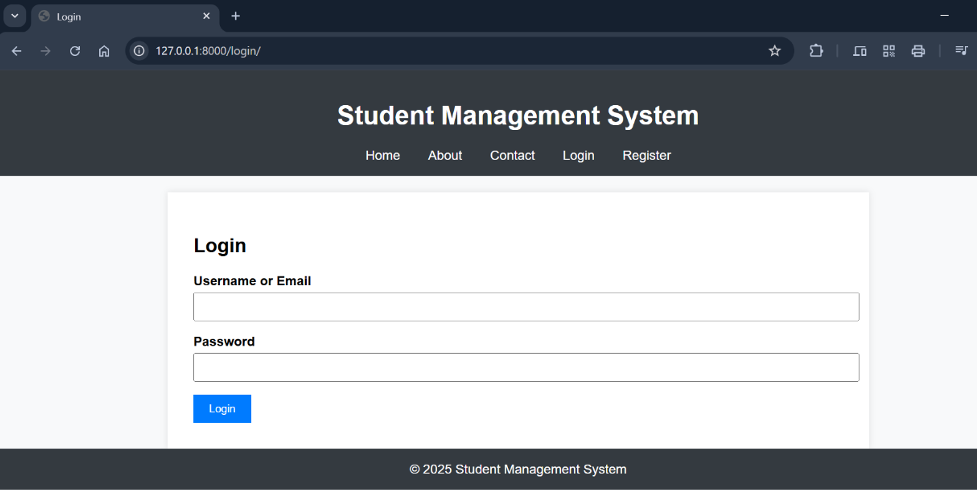 Login
127.0.0.1:8000/login/
Student Management System
Home About Contact Login Register
Login
Username or Email
Password
Login
© 2025 Student Management System